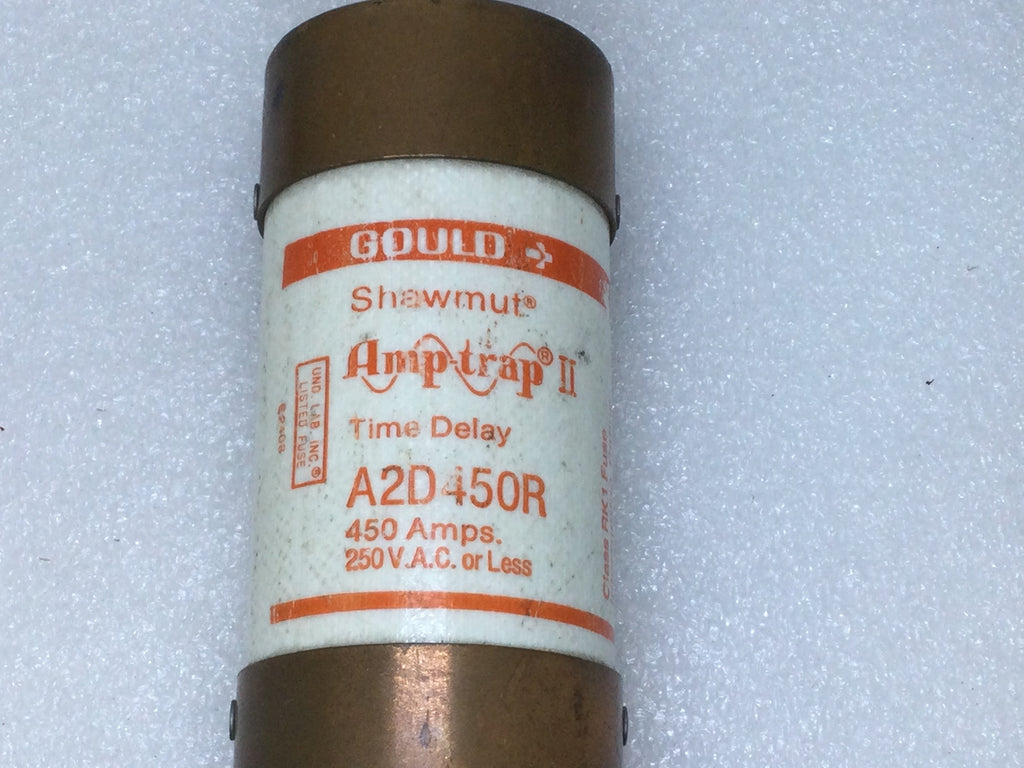 GOULD
Shawmut®
Amp-trap® II
Time Delay
A2D450R
450 Amps.
250 V.A.C. or Less
UND. LAB. INC.®
LISTED FUSE
Class RK1 Fuse